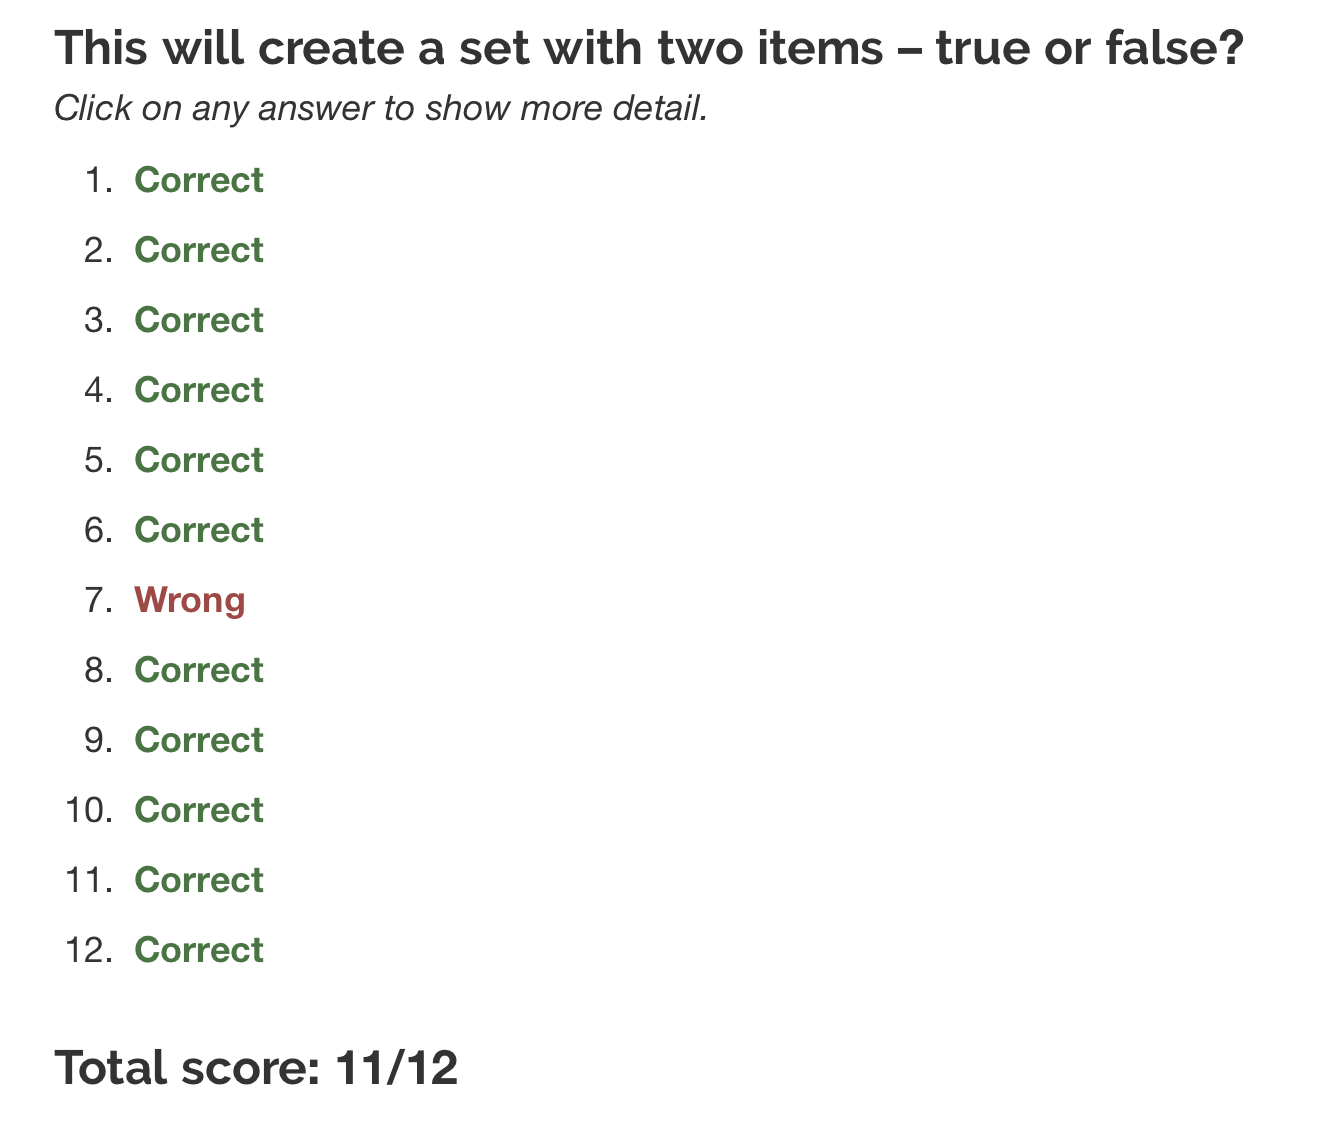 This will create a set with two items – true or false?
Click on any answer to show more detail.
1. Correct
2. Correct
3. Correct
4. Correct
5. Correct
6. Correct
7. Wrong
8. Correct
9. Correct
10. Correct
11. Correct
12. Correct
Total score: 11/12